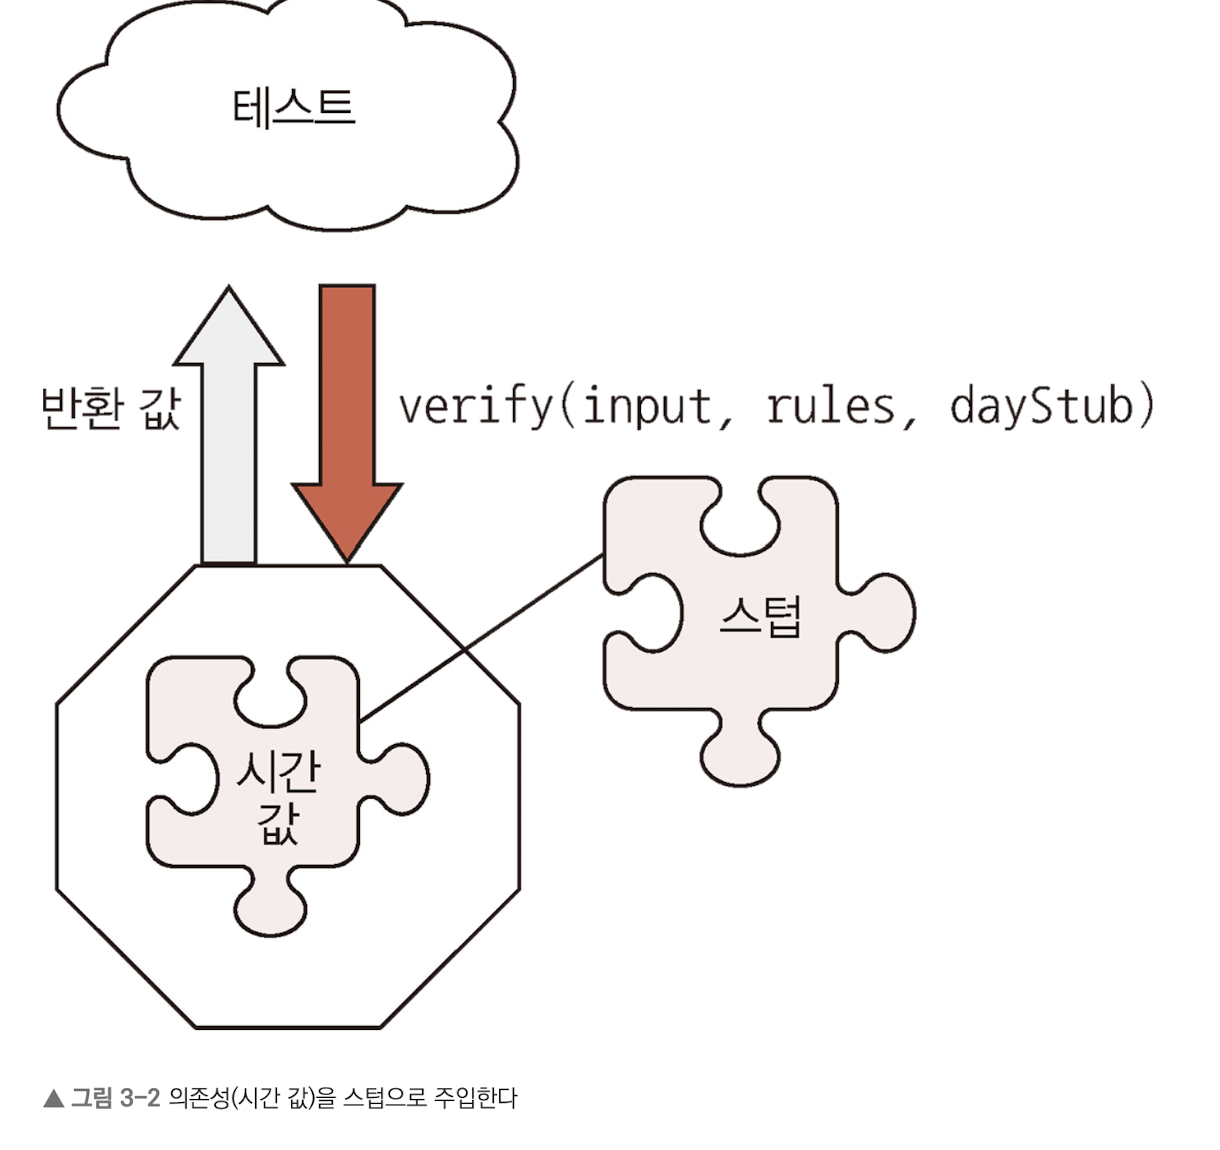 테스트
반환 값
verify(input, rules, dayStub)
스텁
시간
값
▲ 그림 3-2 의존성(시간 값)을 스텁으로 주입한다